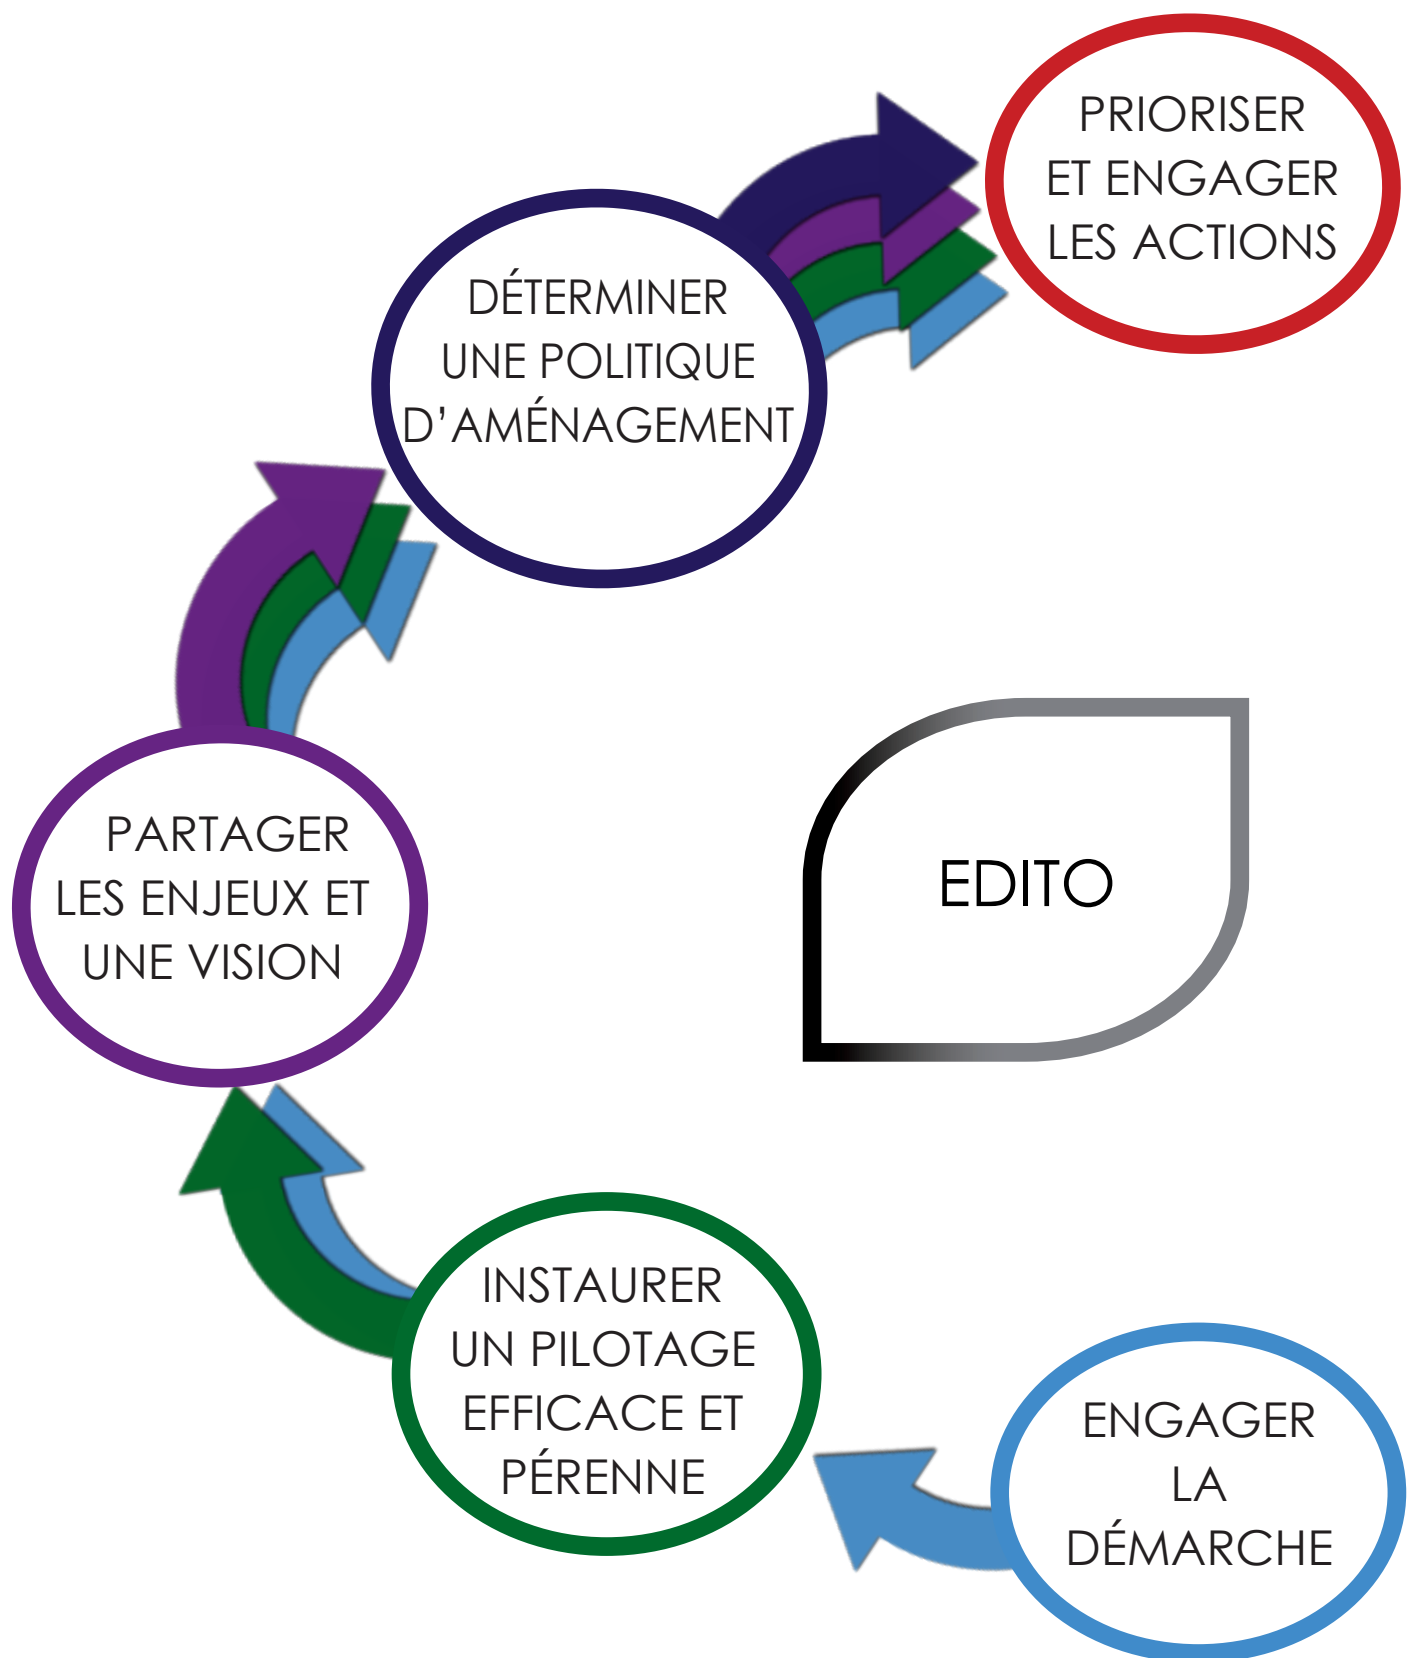 PRIORISER
ET ENGAGER
LES ACTIONS
DÉTERMINER
UNE POLITIQUE
D’AMÉNAGEMENT
PARTAGER
LES ENJEUX ET
UNE VISION
EDITO
INSTAURER
UN PILOTAGE
EFFICACE ET
PÉRENNE
ENGAGER
LA
DÉMARCHE